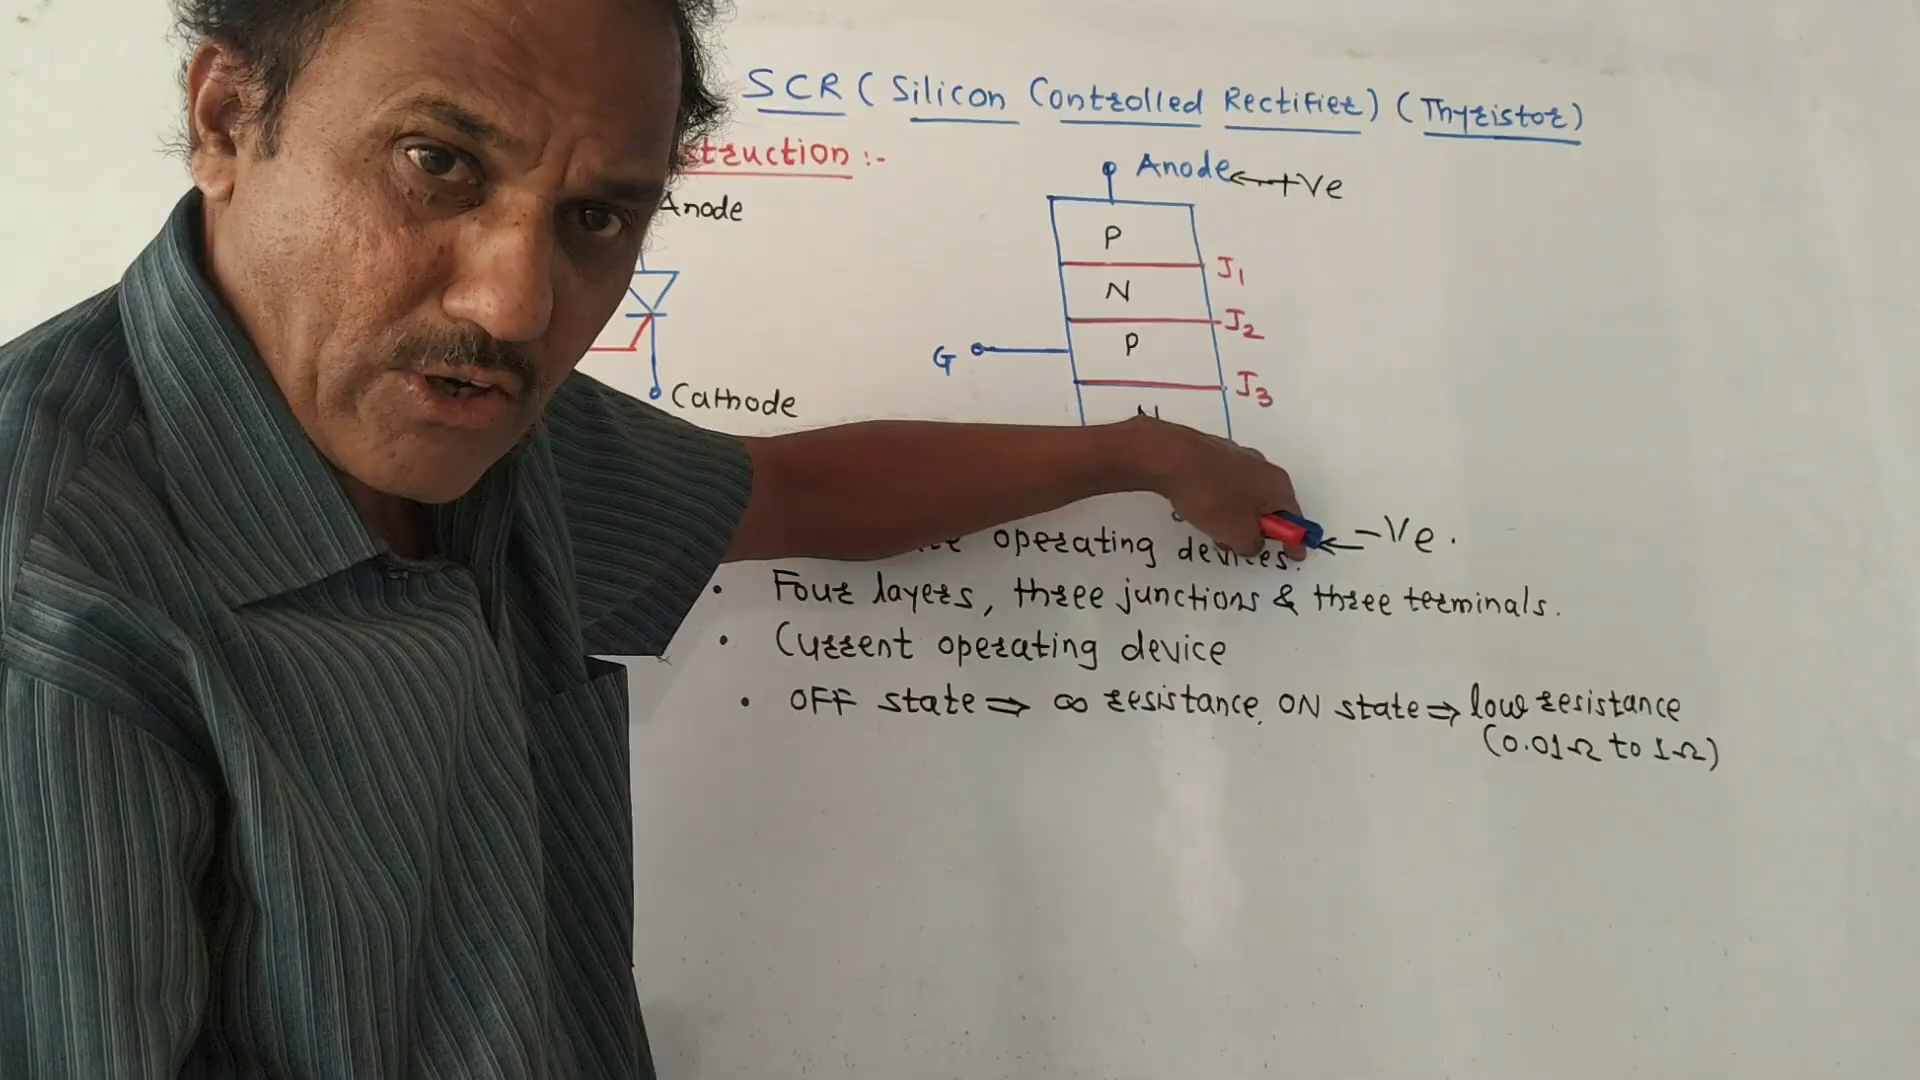 SCR (Silicon Controlled Rectifier) (Thyristor)
struction :-
Anode
Cathode
Anode ← +Ve
P
J1
N
J2
P
G
J3
N
← -Ve .
operating devices.
• Four layers, three junctions & three terminals.
• Current operating device
• OFF state ⇒ ∞ resistance, ON state ⇒ low resistance
(0.01Ω to 1Ω)